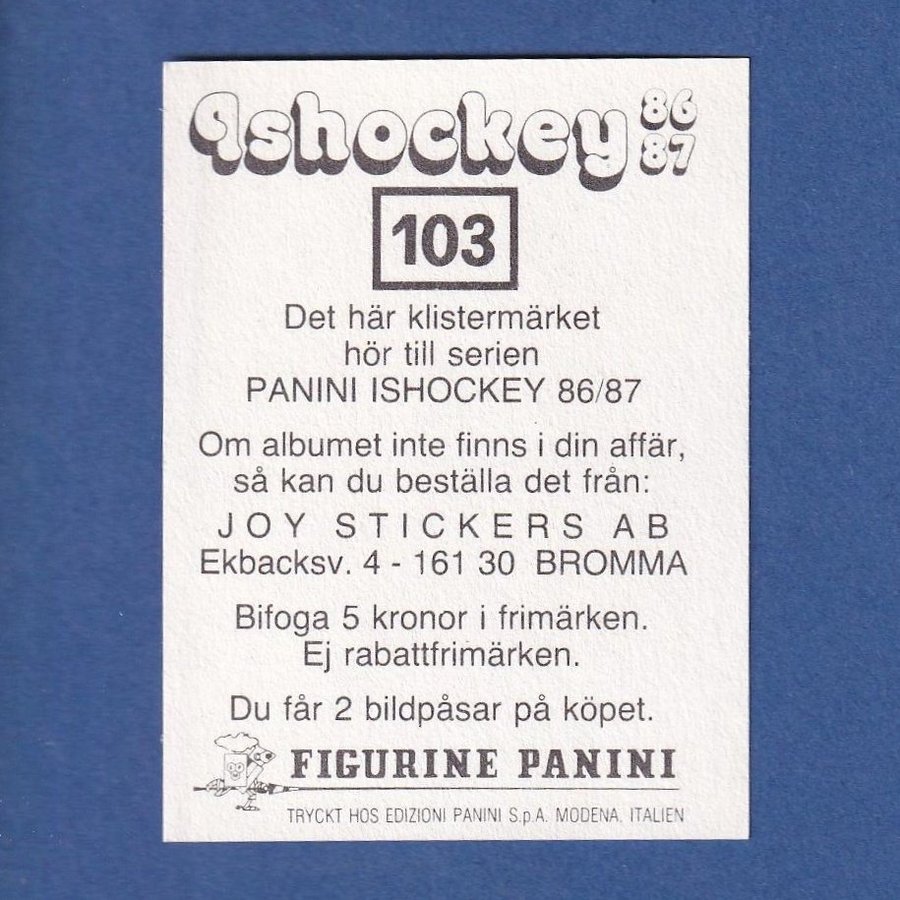 Ishockey 86
87
103
Det här klistermärket
hör till serien
PANINI ISHOCKEY 86/87
Om albumet inte finns i din affär,
så kan du beställa det från:
JOY STICKERS AB
Ekbacksv. 4 - 161 30 BROMMA
Bifoga 5 kronor i frimärken.
Ej rabattfrimärken.
Du får 2 bildpåsar på köpet.
FIGURINE PANINI
TRYCKT HOS EDIZIONI PANINI S.p.A. MODENA, ITALIEN